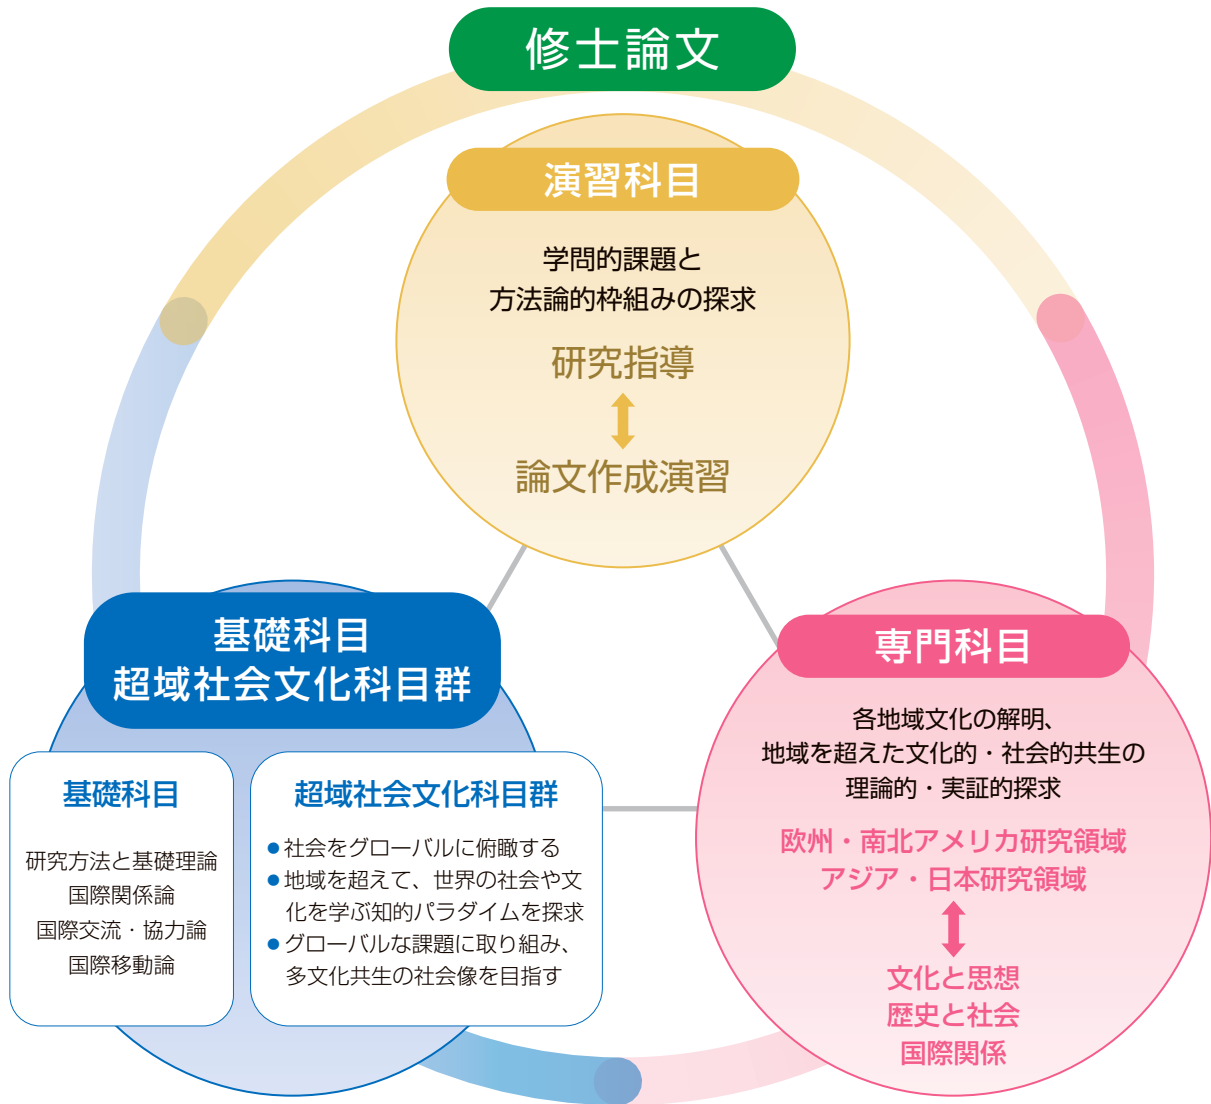 修士論文
演習科目
学問的課題と
方法論的枠組みの探求
研究指導
論文作成演習
基礎科目
超域社会文化科目群
基礎科目
研究方法と基礎理論
国際関係論
国際交流・協力論
国際移動論
超域社会文化科目群
●社会をグローバルに俯瞰する
●地域を超えて、世界の社会や文
化を学ぶ知的パラダイムを探求
●グローバルな課題に取り組み、
多文化共生の社会像を目指す
専門科目
各地域文化の解明、
地域を超えた文化的・社会的共生の
理論的・実証的探求
欧州・南北アメリカ研究領域
アジア・日本研究領域
文化と思想
歴史と社会
国際関係